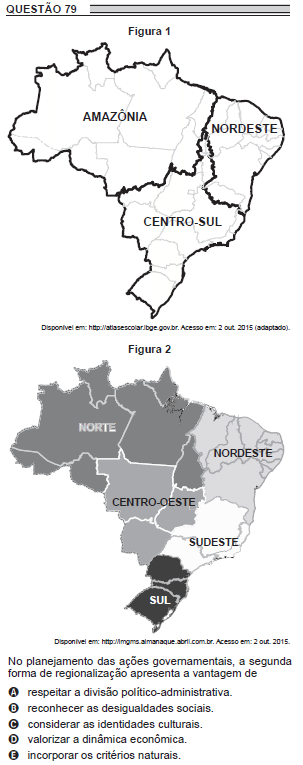 QUESTÃO 79
Figura 1
AMAZÔNIA
NORDESTE
CENTRO-SUL
Disponível em: http://atlasescolar.ibge.gov.br. Acesso em: 2 out. 2015 (adaptado).
Figura 2
NORTE
NORDESTE
CENTRO-OESTE
SUDESTE
SUL
Disponível em: http://imgms.almanaque.abril.com.br. Acesso em: 2 out. 2015.
No planejamento das ações governamentais, a segunda
forma de regionalização apresenta a vantagem de
A respeitar a divisão político-administrativa.
B reconhecer as desigualdades sociais.
C considerar as identidades culturais.
D valorizar a dinâmica econômica.
E incorporar os critérios naturais.